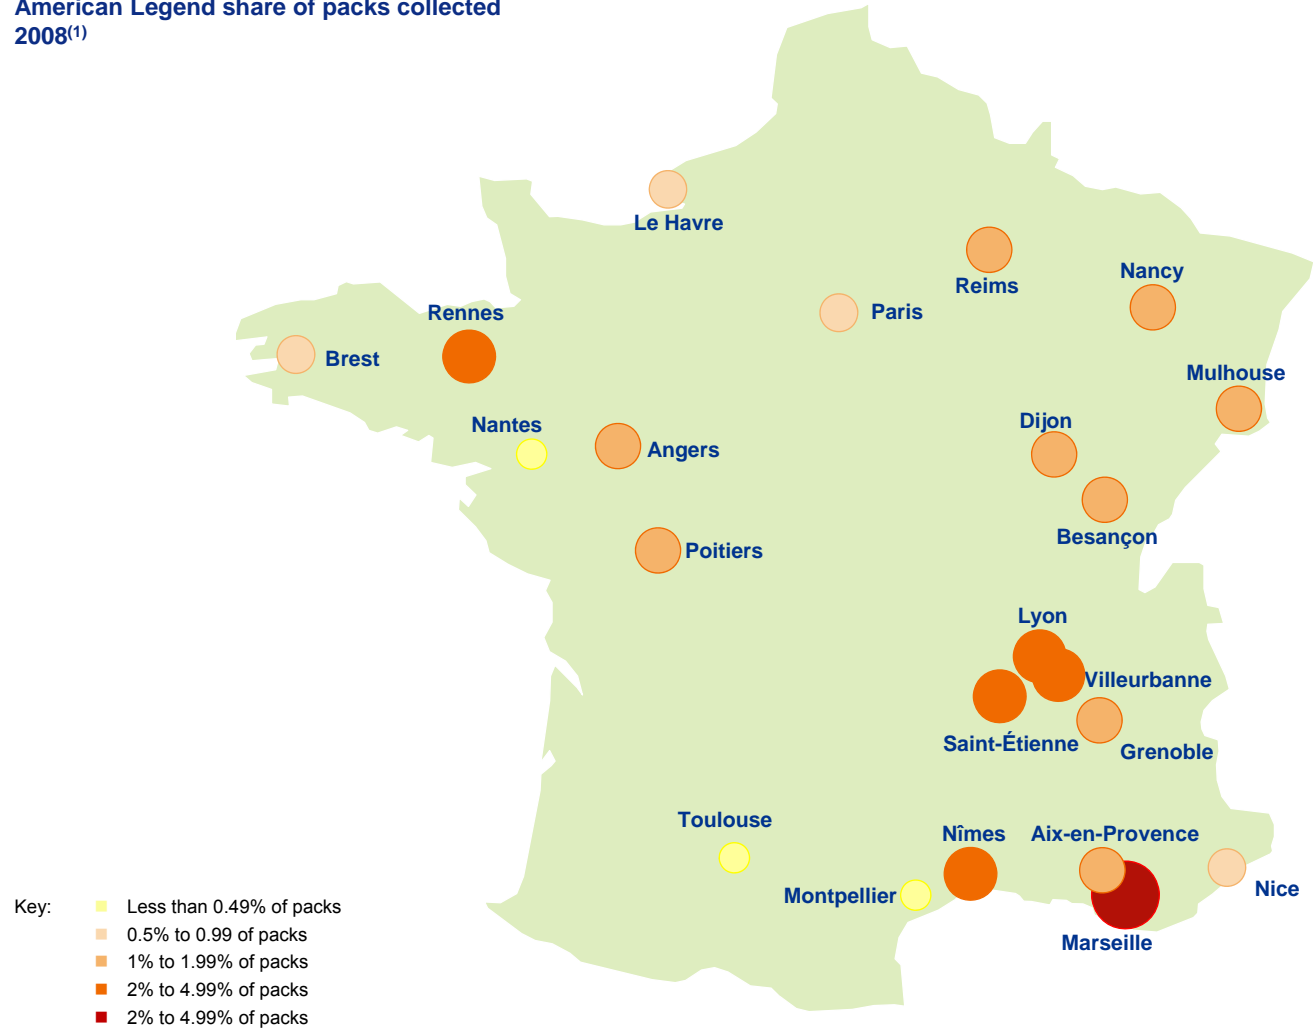 American Legend share of packs collected
2008(1)
Le Havre
Reims
Nancy
Paris
Rennes
Brest
Mulhouse
Nantes
Angers
Dijon
Besançon
Poitiers
Lyon
Villeurbanne
Saint-Étienne
Grenoble
Toulouse
Nîmes
Aix-en-Provence
Montpellier
Nice
Marseille
Key:
Less than 0.49% of packs
0.5% to 0.99 of packs
1% to 1.99% of packs
2% to 4.99% of packs
2% to 4.99% of packs